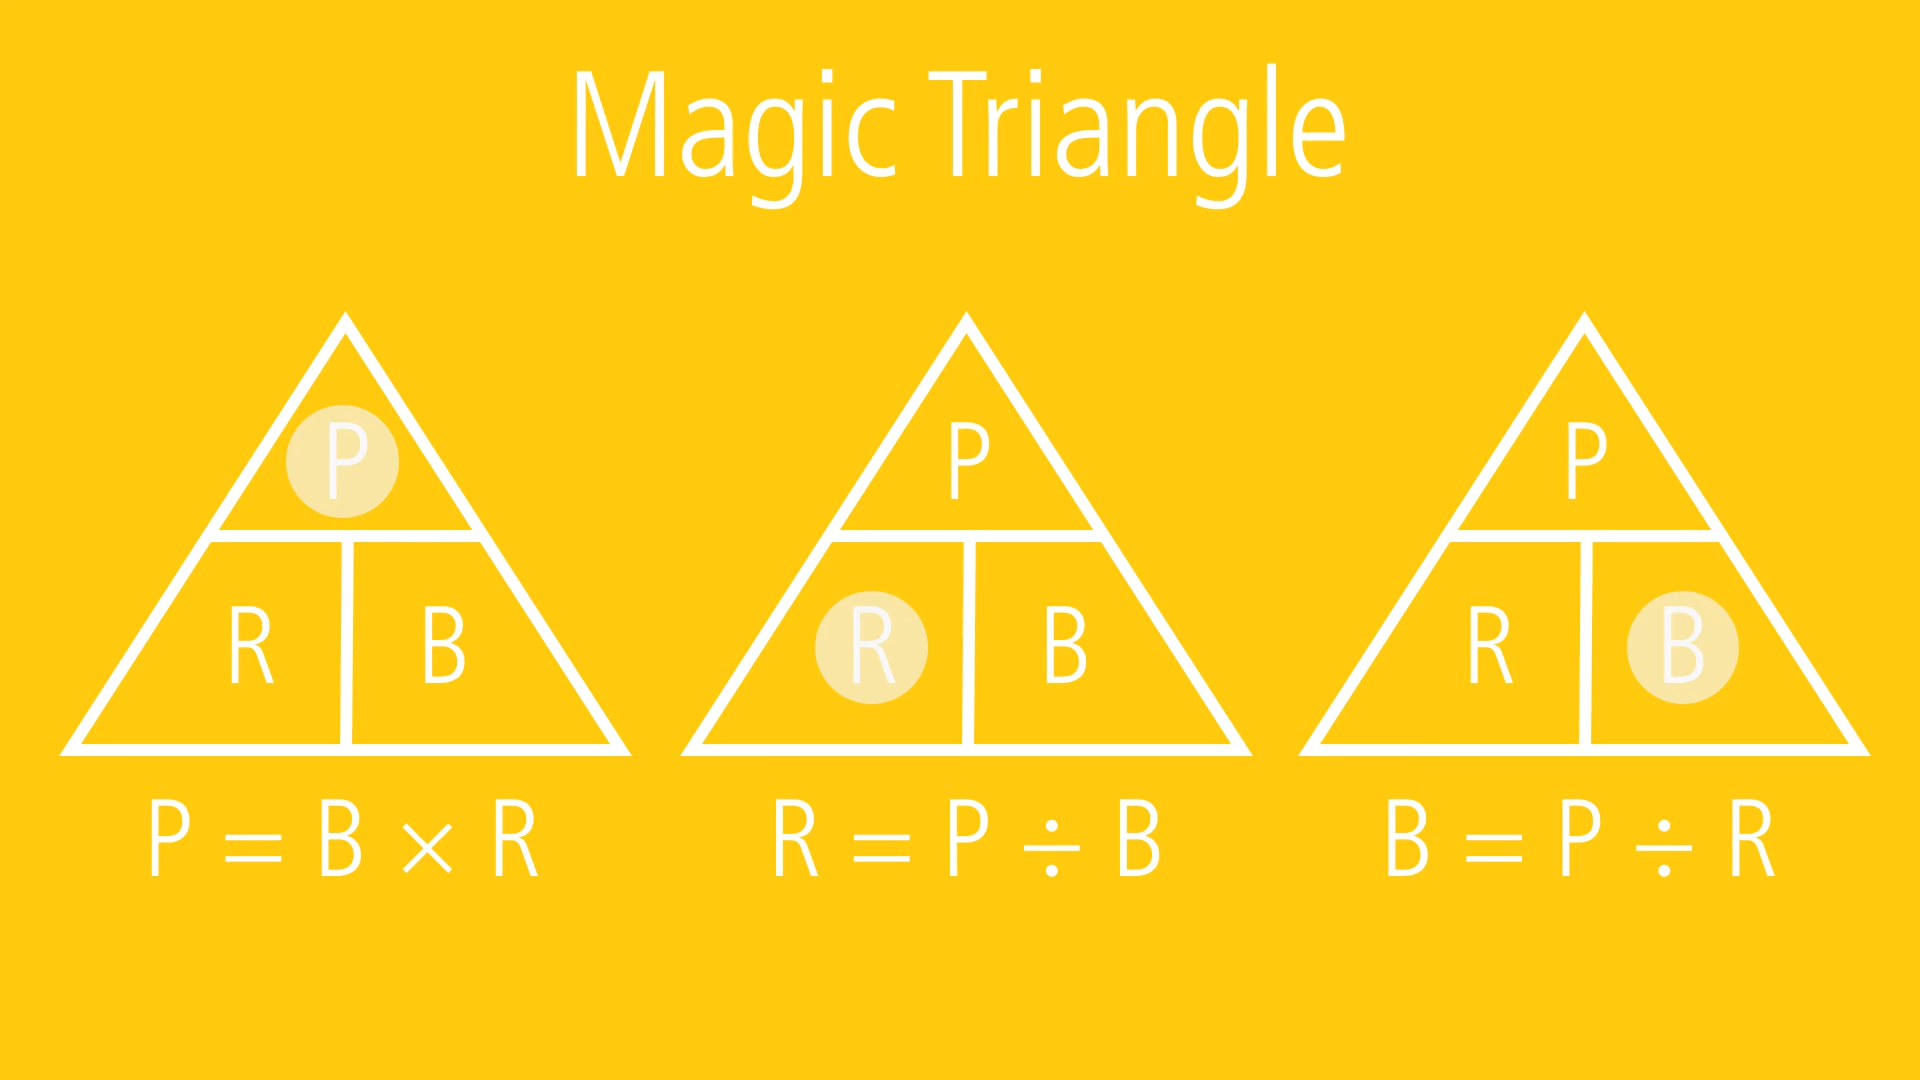 Magic Triangle
P
R B
P = B × R
P
R B
R = P ÷ B
P
R B
B = P ÷ R